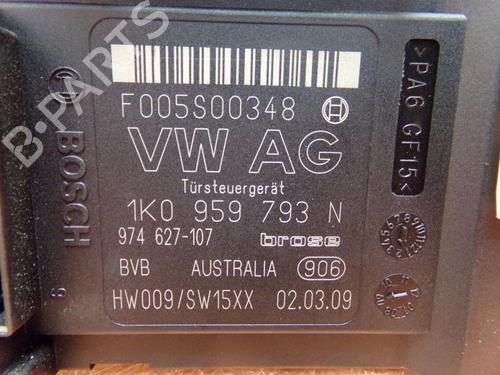 F005S00348
VW AG
Türsteuergerät
1K0 959 793 N
974 627-107 brose
BVB AUSTRALIA 906
HW009/SW15XX 02.03.09
BOSCH
>PA6 GF15<
B-PARTS